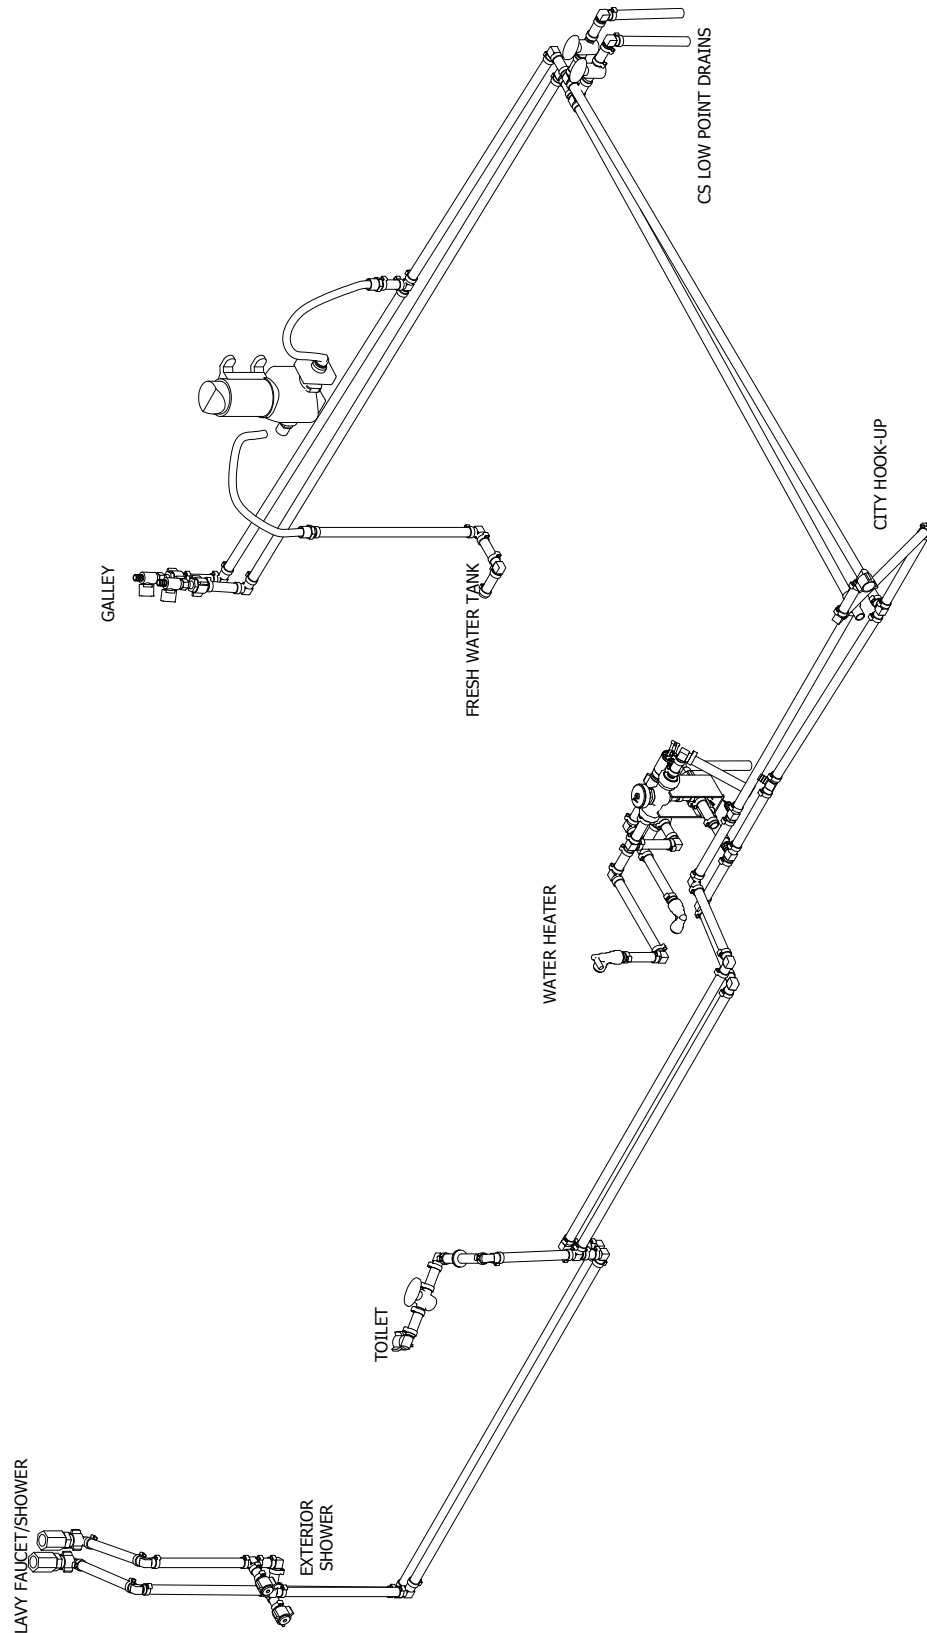 LAVY FAUCET/SHOWER
EXTERIOR
SHOWER
TOILET
WATER HEATER
GALLEY
FRESH WATER TANK
CITY HOOK-UP
CS LOW POINT DRAINS